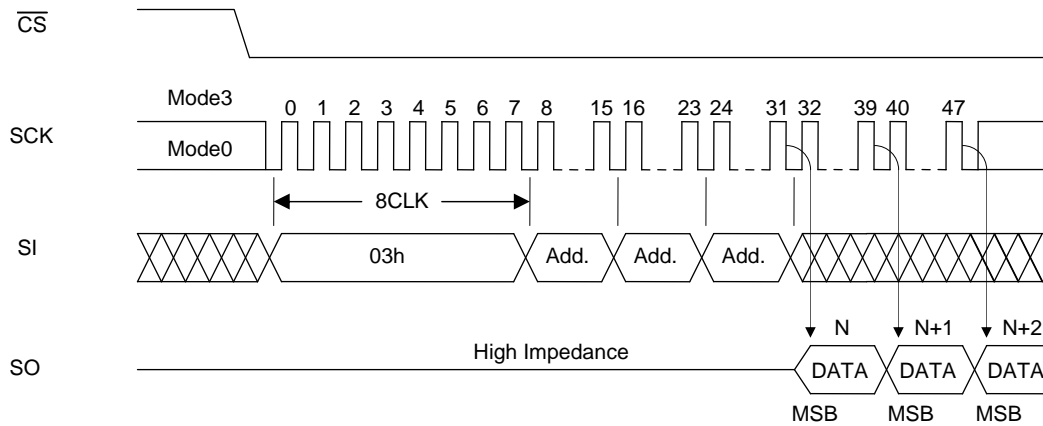 CS
Mode3
0 1 2 3 4 5 6 7 8 15 16 23 24 31 32 39 40 47
SCK
Mode0
8CLK
SI
03h Add. Add. Add.
N N+1 N+2
High Impedance
SO
DATA DATA DATA
MSB MSB MSB